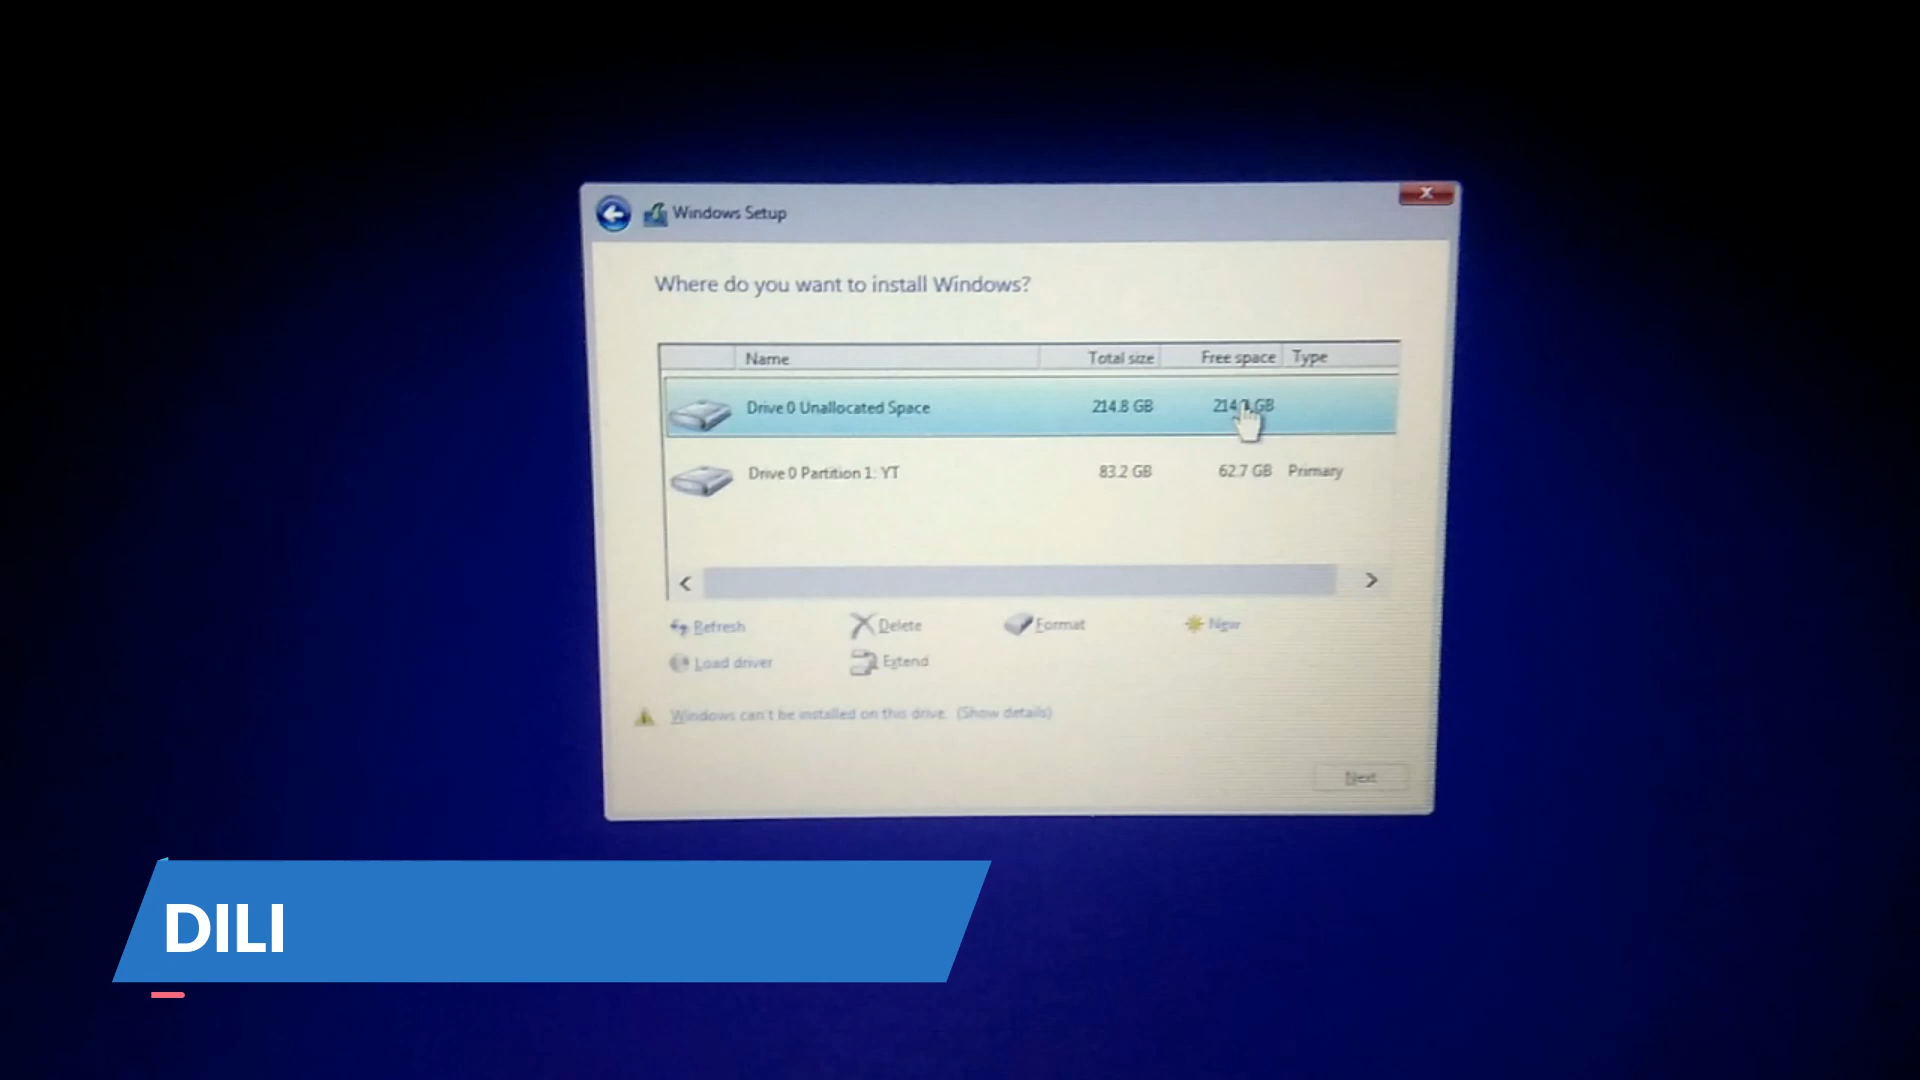 Windows Setup
Where do you want to install Windows?
Name Total size Free space Type
Drive 0 Unallocated Space 214.8 GB GB
Drive 0 Partition 1: YT 83.2 GB 62.7 GB Primary
Refresh Delete Format New
Load driver Extend
Windows can't be installed on this drive. (Show details)
Next
DILI